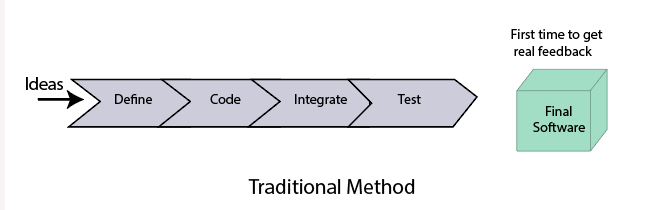 First time to get
real feedback
Ideas
Define
Code
Integrate
Test
Final
Software
Traditional Method